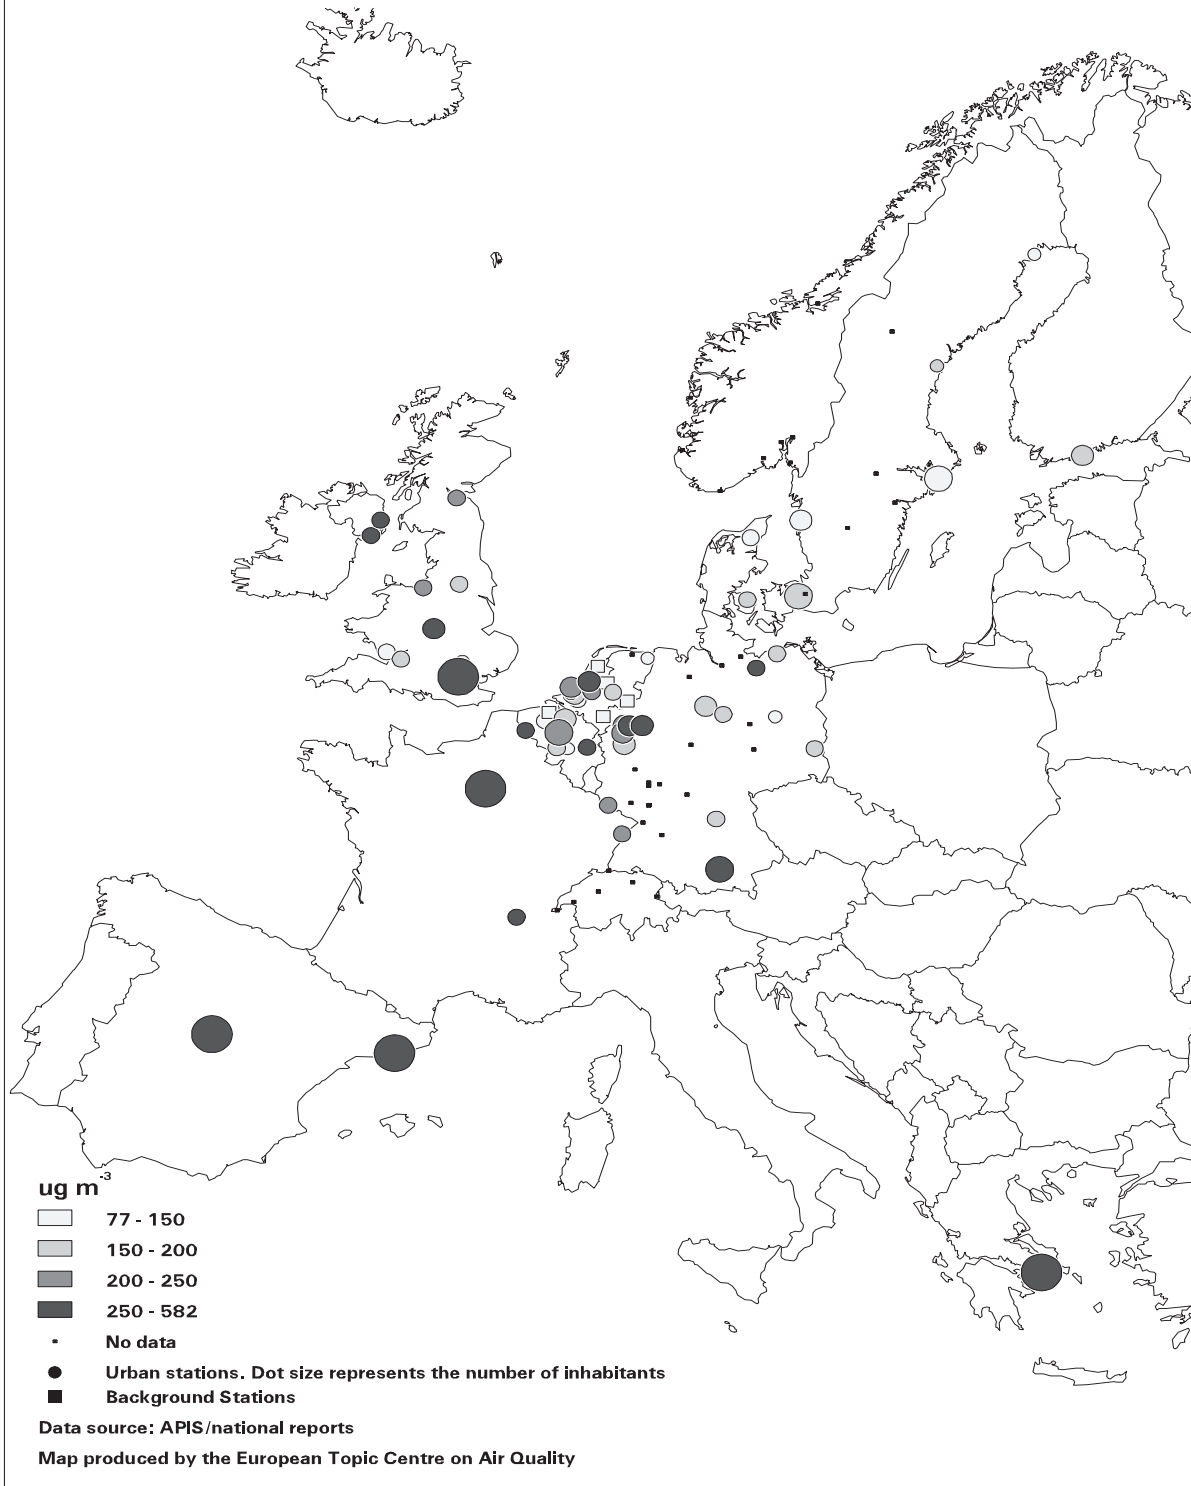 ug m-3
77 - 150
150 - 200
200 - 250
250 - 582
No data
Urban stations. Dot size represents the number of inhabitants
Background Stations
Data source: APIS/national reports
Map produced by the European Topic Centre on Air Quality